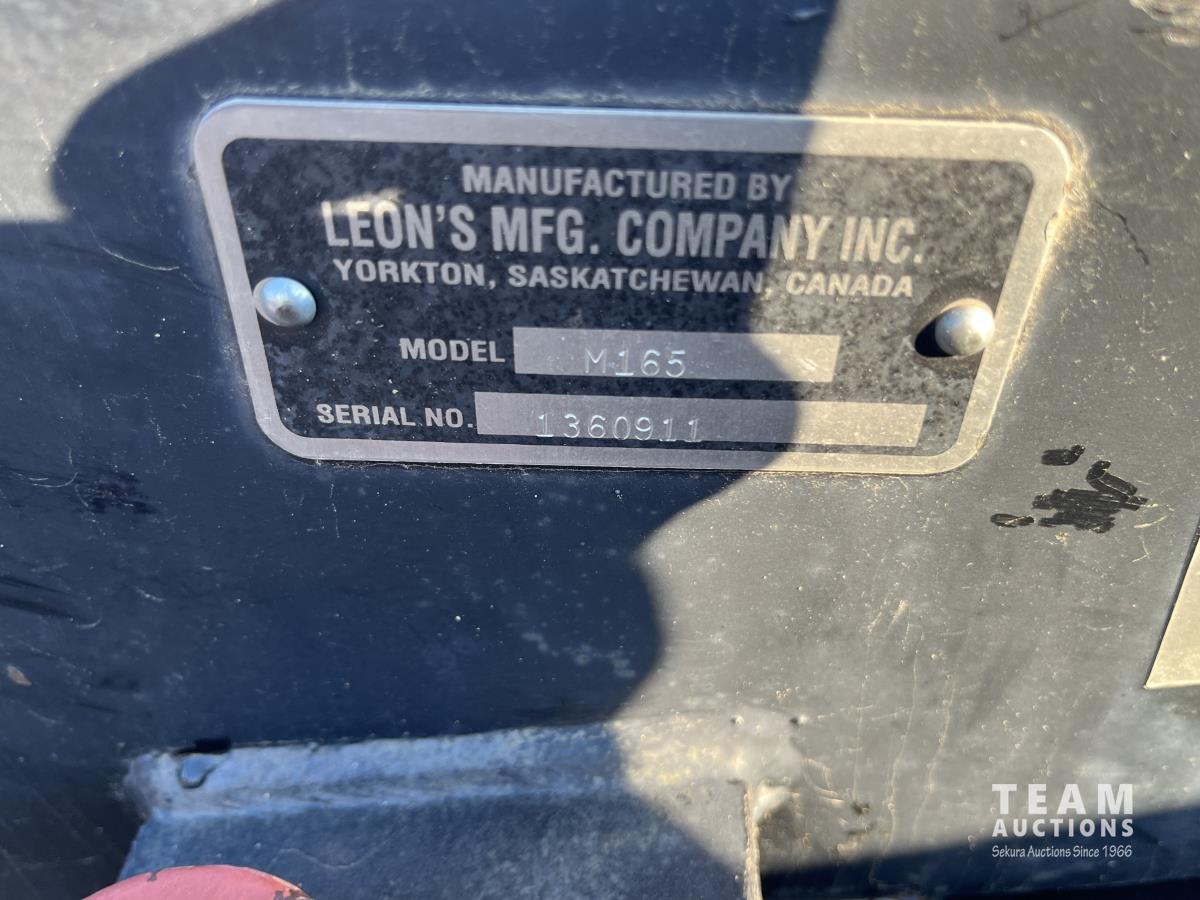 MANUFACTURED BY
LEON'S MFG. COMPANY INC.
YORKTON, SASKATCHEWAN, CANADA
MODEL M165
SERIAL NO. 1360911
TEAM
AUCTIONS
Sekura Auctions Since 1966